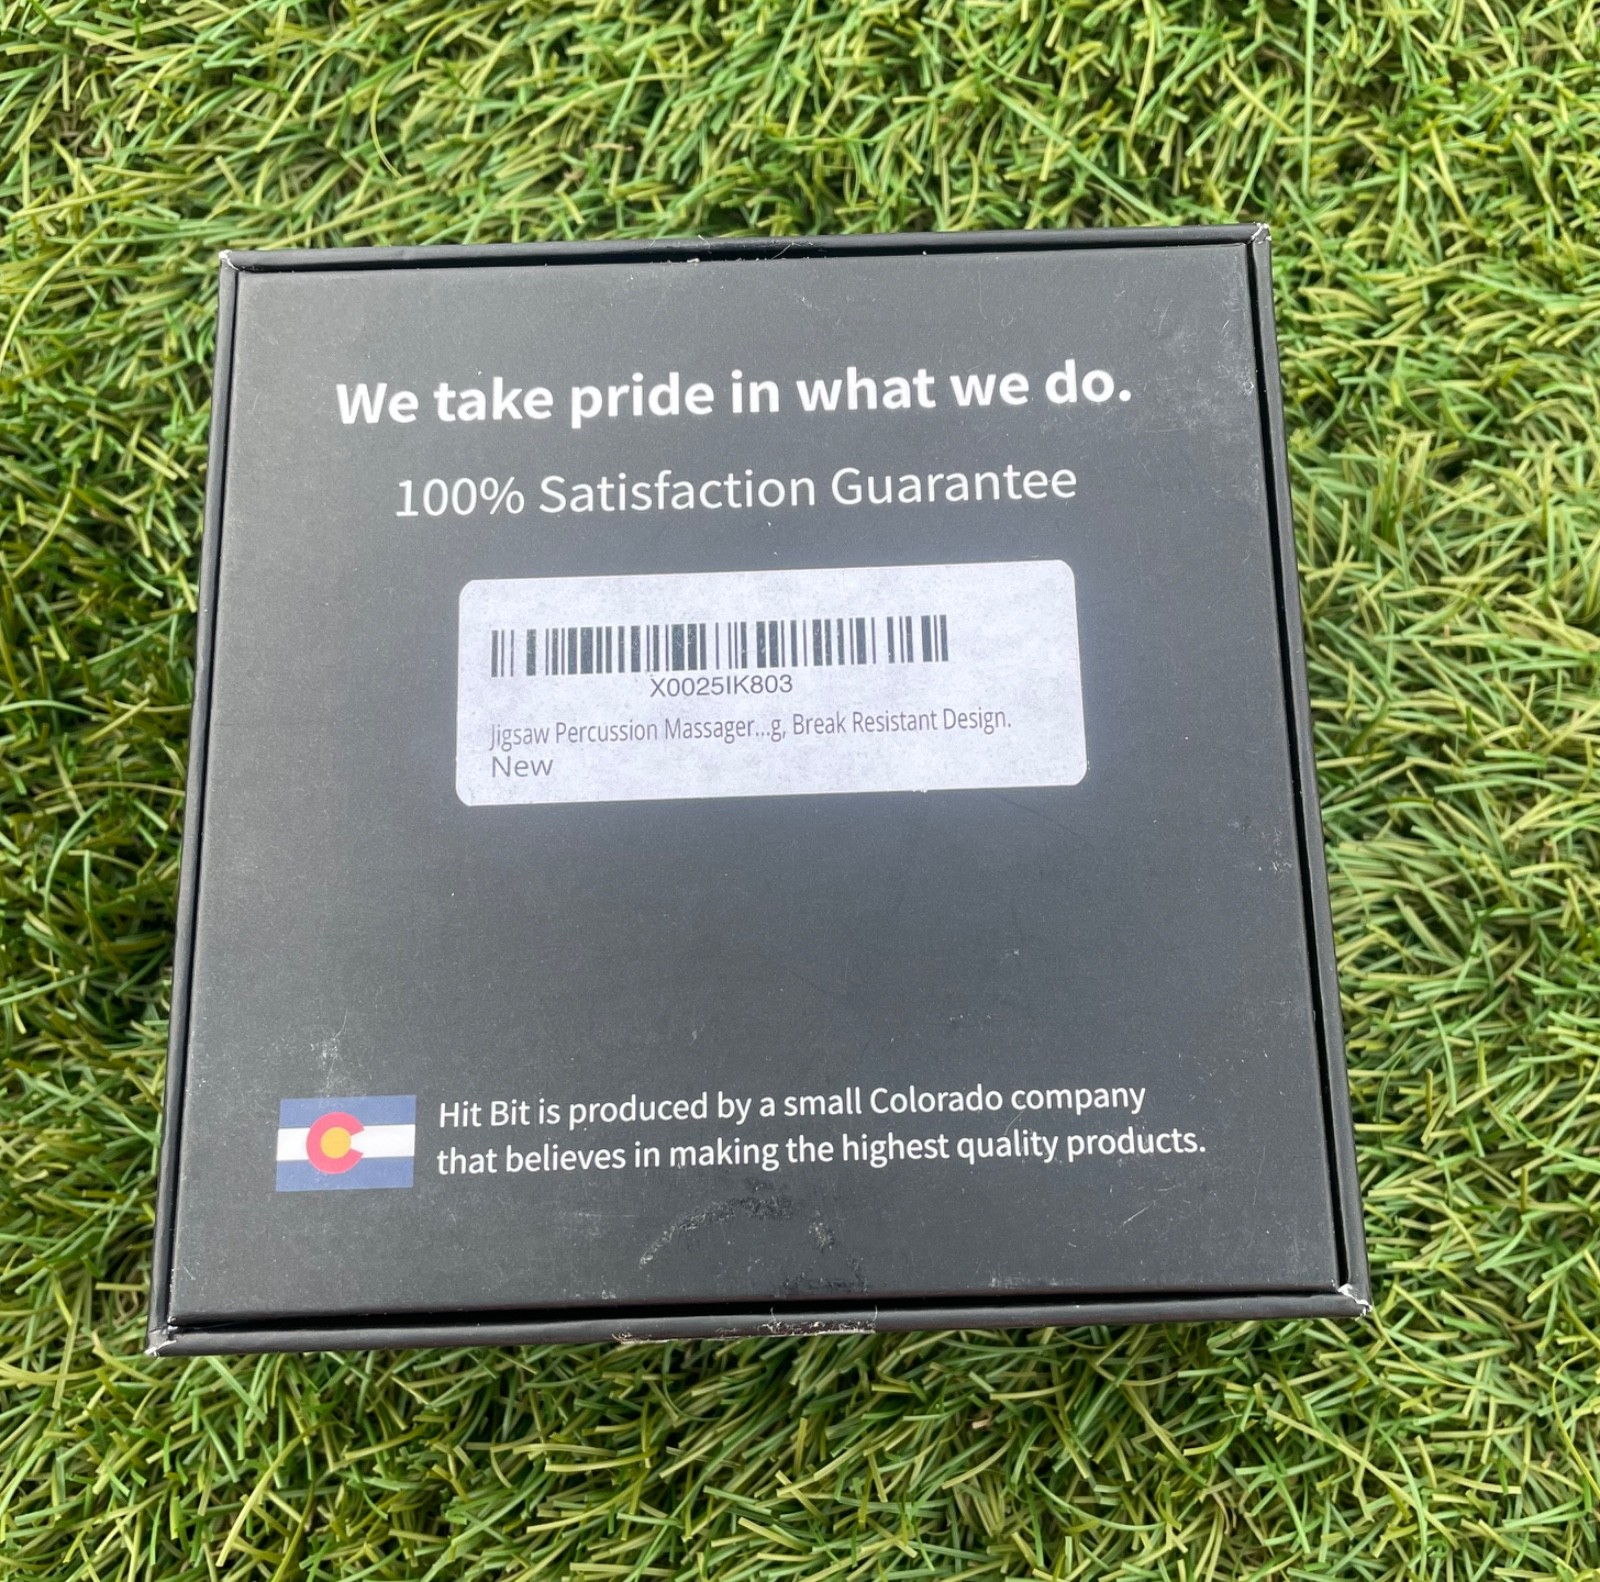 We take pride in what we do.
100% Satisfaction Guarantee
X0025IK803
Jigsaw Percussion Massager...g, Break Resistant Design.
New
Hit Bit is produced by a small Colorado company
that believes in making the highest quality products.